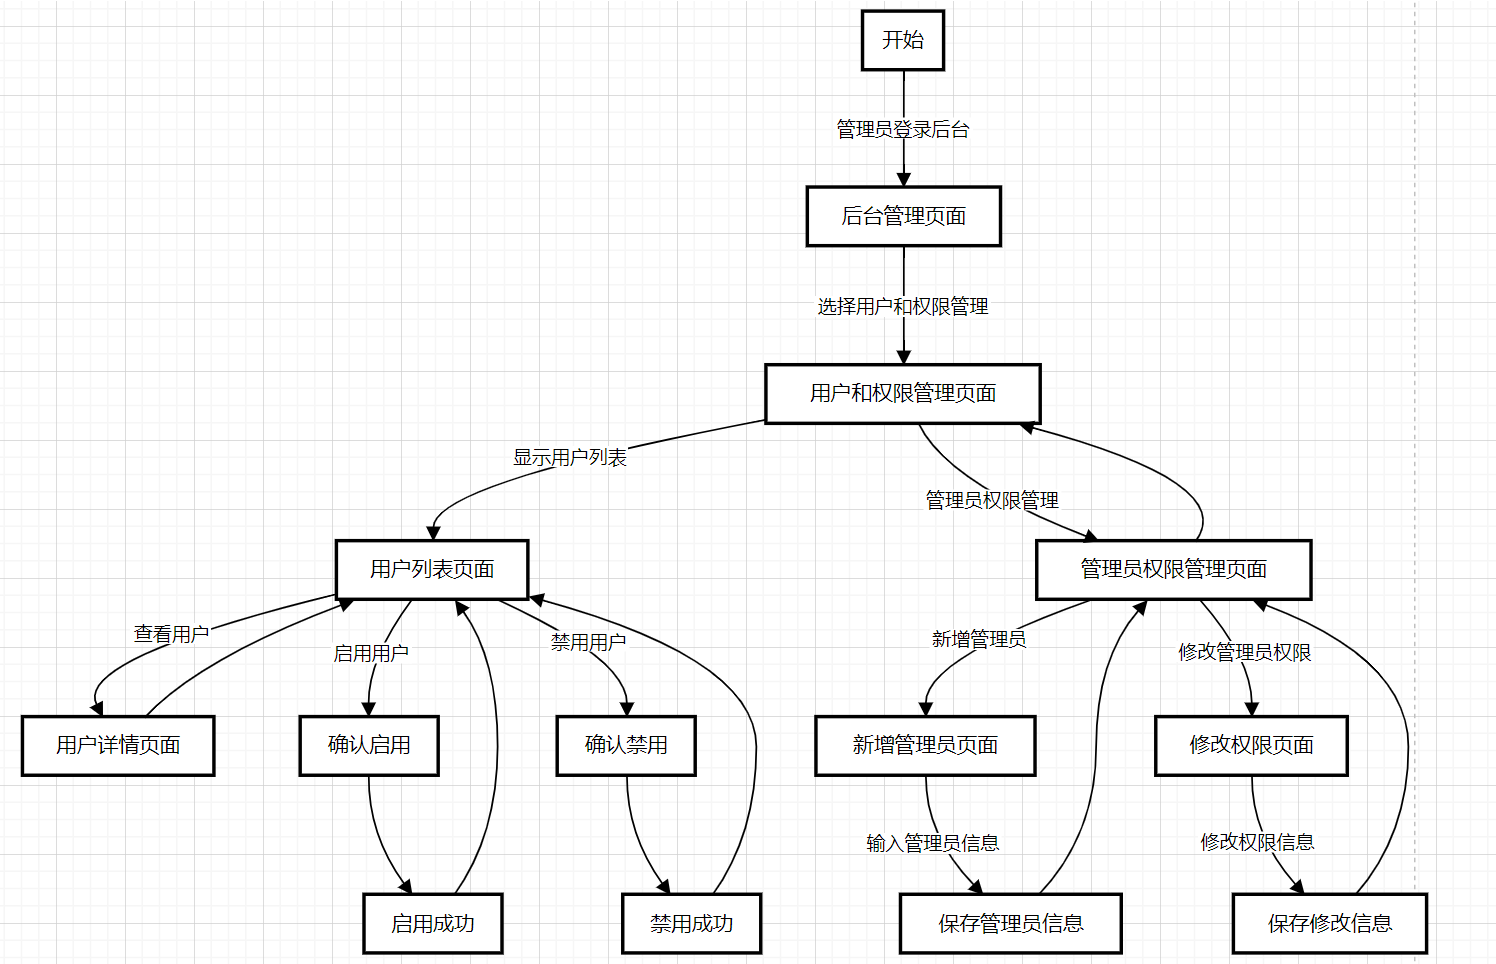 开始
管理员登录后台
后台管理页面
选择用户和权限管理
用户和权限管理页面
显示用户列表
管理员权限管理
用户列表页面
管理员权限管理页面
查看用户
启用用户
禁用用户
新增管理员
修改管理员权限
用户详情页面
确认启用
确认禁用
新增管理员页面
修改权限页面
输入管理员信息
修改权限信息
启用成功
禁用成功
保存管理员信息
保存修改信息